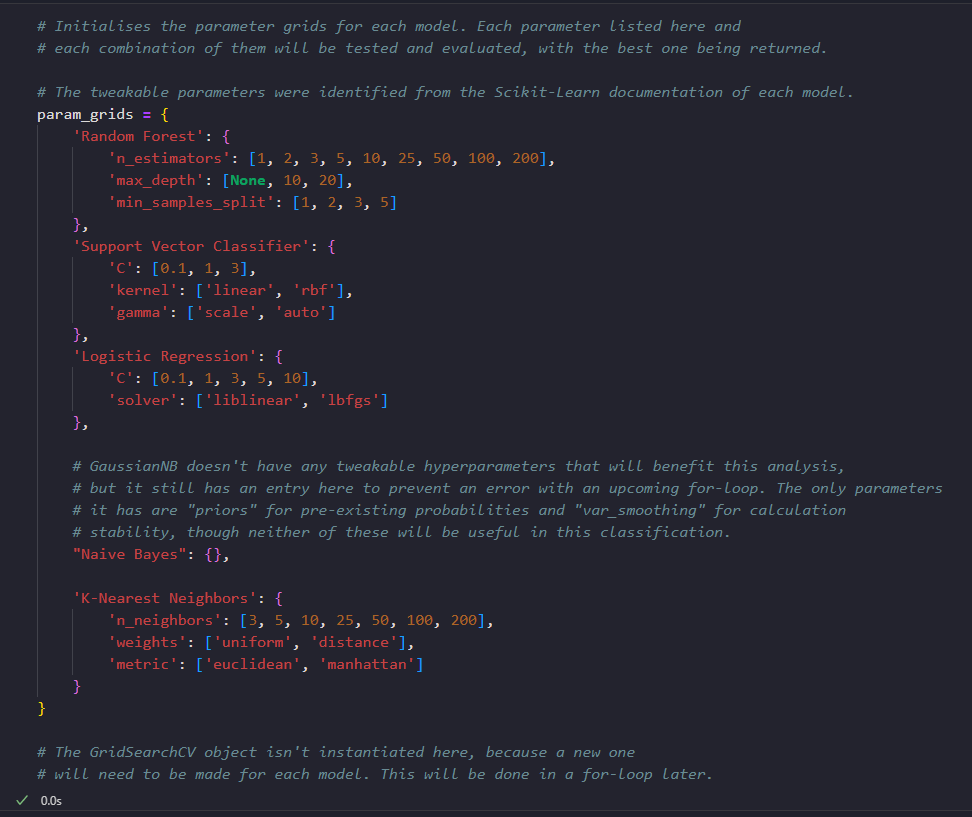 # Initialises the parameter grids for each model. Each parameter listed here and
# each combination of them will be tested and evaluated, with the best one being returned.
# The tweakable parameters were identified from the Scikit-Learn documentation of each model.
param_grids = {
    'Random Forest': {
        'n_estimators': [1, 2, 3, 5, 10, 25, 50, 100, 200],
        'max_depth': [None, 10, 20],
        'min_samples_split': [1, 2, 3, 5]
    },
    'Support Vector Classifier': {
        'C': [0.1, 1, 3],
        'kernel': ['linear', 'rbf'],
        'gamma': ['scale', 'auto']
    },
    'Logistic Regression': {
        'C': [0.1, 1, 3, 5, 10],
        'solver': ['liblinear', 'lbfgs']
    },
    # GaussianNB doesn't have any tweakable hyperparameters that will benefit this analysis,
    # but it still has an entry here to prevent an error with an upcoming for-loop. The only parameters
    # it has are "priors" for pre-existing probabilities and "var_smoothing" for calculation
    # stability, though neither of these will be useful in this classification.
    "Naive Bayes": {},
    'K-Nearest Neighbors': {
        'n_neighbors': [3, 5, 10, 25, 50, 100, 200],
        'weights': ['uniform', 'distance'],
        'metric': ['euclidean', 'manhattan']
    }
}
# The GridSearchCV object isn't instantiated here, because a new one
# will need to be made for each model. This will be done in a for-loop later.
0.0s